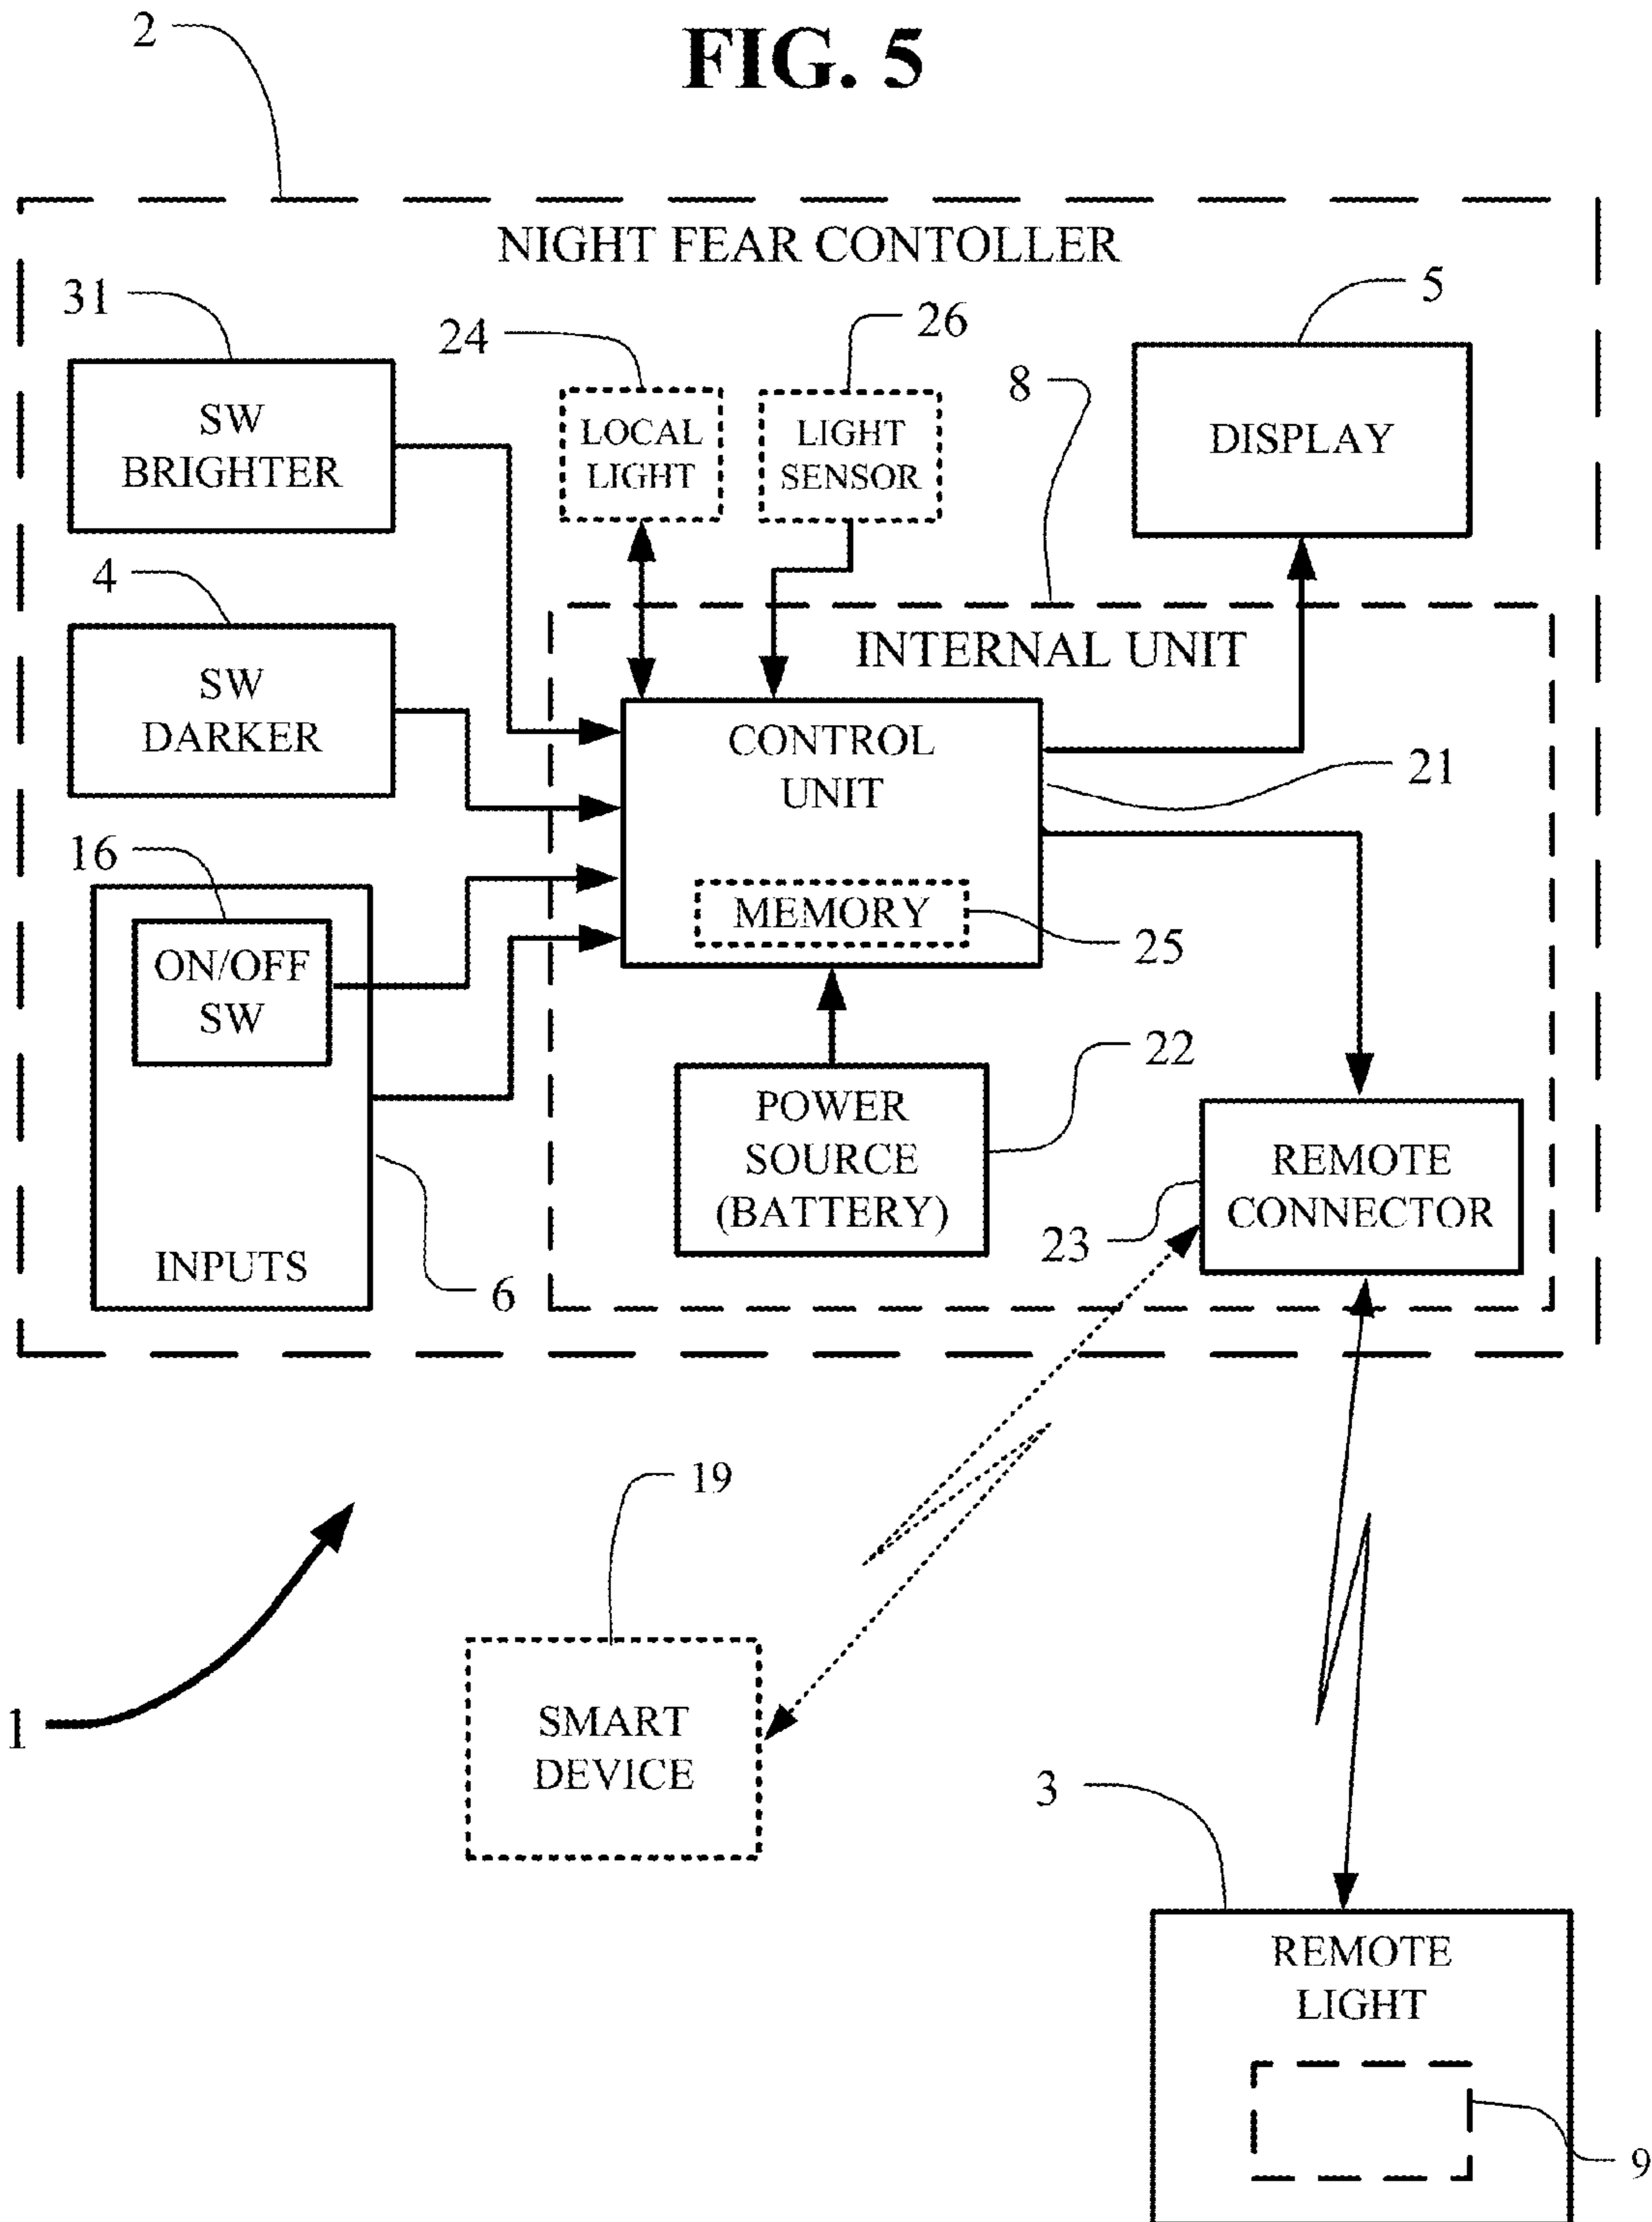 FIG. 5
2
NIGHT FEAR CONTOLLER
31
SW
BRIGHTER
24
LOCAL
LIGHT
26
LIGHT
SENSOR
8
5
DISPLAY
4
SW
DARKER
INTERNAL UNIT
CONTROL
UNIT
21
MEMORY
25
16
ON/OFF
SW
INPUTS
6
POWER
SOURCE
(BATTERY)
22
REMOTE
CONNECTOR
23
19
SMART
DEVICE
1
3
REMOTE
LIGHT
9